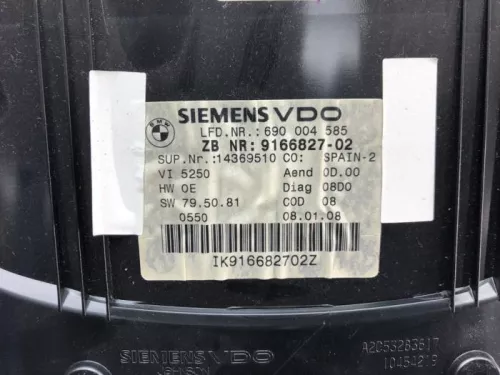 BMW
SIEMENS VDO
LFD.NR.:690 004 585
ZB NR: 9166827-02
SUP.Nr.:14369510 CO: SPAIN-2
VI 5250 Aend 0D.00
HW 0E Diag 08D0
SW 79.50.81 COD 08
0550 08.01.08
IK916682702Z
SIEMENS VDO